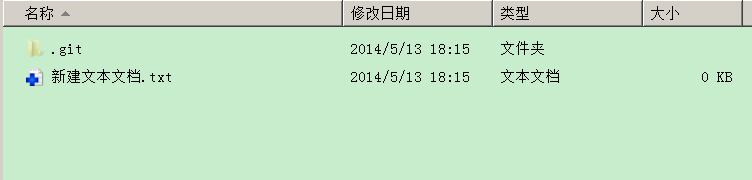 名称 修改日期 类型 大小
.git 2014/5/13 18:15 文件夹
新建文本文档.txt 2014/5/13 18:15 文本文档 0 KB